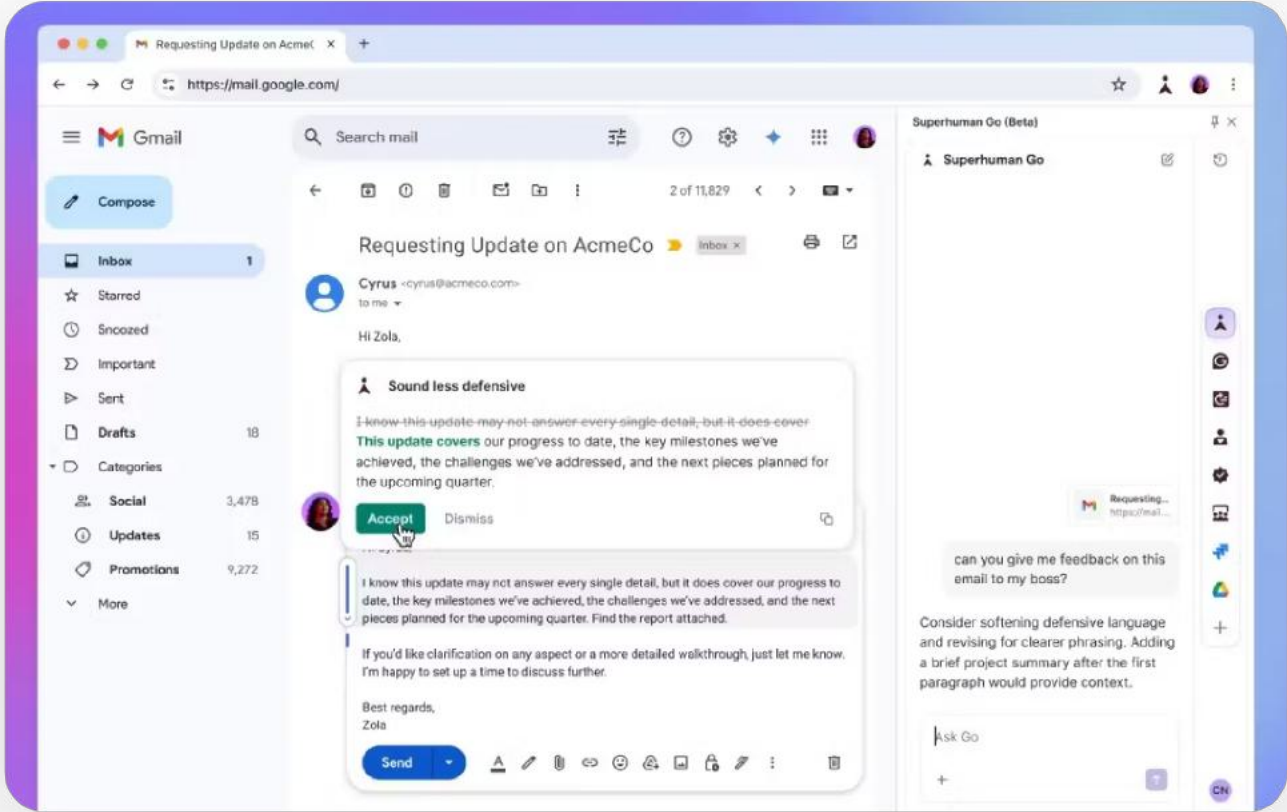 Requesting Update on AcmeC
https://mail.google.com/
Gmail
Search mail
Compose
Inbox 1
Starred
Snoozed
Important
Sent
Drafts 18
Categories
Social 3,478
Updates 15
Promotions 9,272
More
2 of 11,829
Requesting Update on AcmeCo
Inbox ×
Cyrus <cyrus@acmeco.com>
to me
Hi Zola,
Sound less defensive
I know this update may not answer every single detail, but it does cover
This update covers our progress to date, the key milestones we've
achieved, the challenges we've addressed, and the next pieces planned for
the upcoming quarter.
Accept Dismiss
I know this update may not answer every single detail, but it does cover our progress to
date, the key milestones we've achieved, the challenges we've addressed, and the next
pieces planned for the upcoming quarter. Find the report attached.
If you'd like clarification on any aspect or a more detailed walkthrough, just let me know.
I'm happy to set up a time to discuss further.
Best regards,
Zola
Send
Superhuman Go (Beta)
Superhuman Go
Requesting...
https://mail...
can you give me feedback on this
email to my boss?
Consider softening defensive language
and revising for clearer phrasing. Adding
a brief project summary after the first
paragraph would provide context.
Ask Go
CN